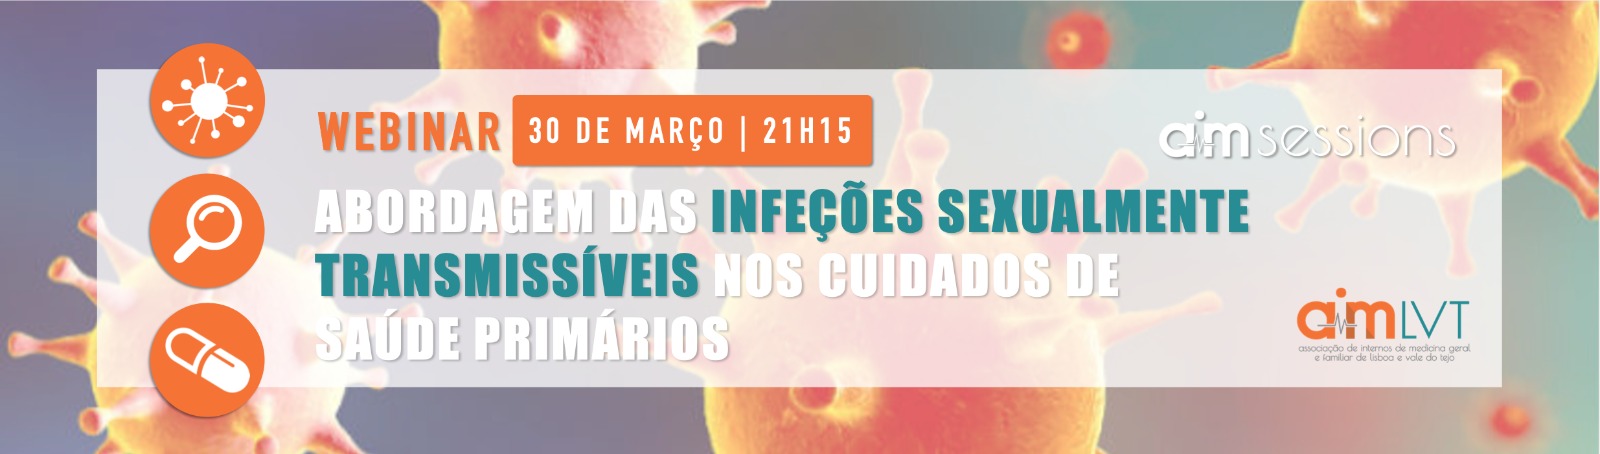 WEBINAR 30 DE MARÇO | 21H15
aimsessions
ABORDAGEM DAS INFEÇÕES SEXUALMENTE
TRANSMISSÍVEIS NOS CUIDADOS DE
SAÚDE PRIMÁRIOS
aimLVT
associação de internos de medicina geral
e familiar de lisboa e vale do tejo